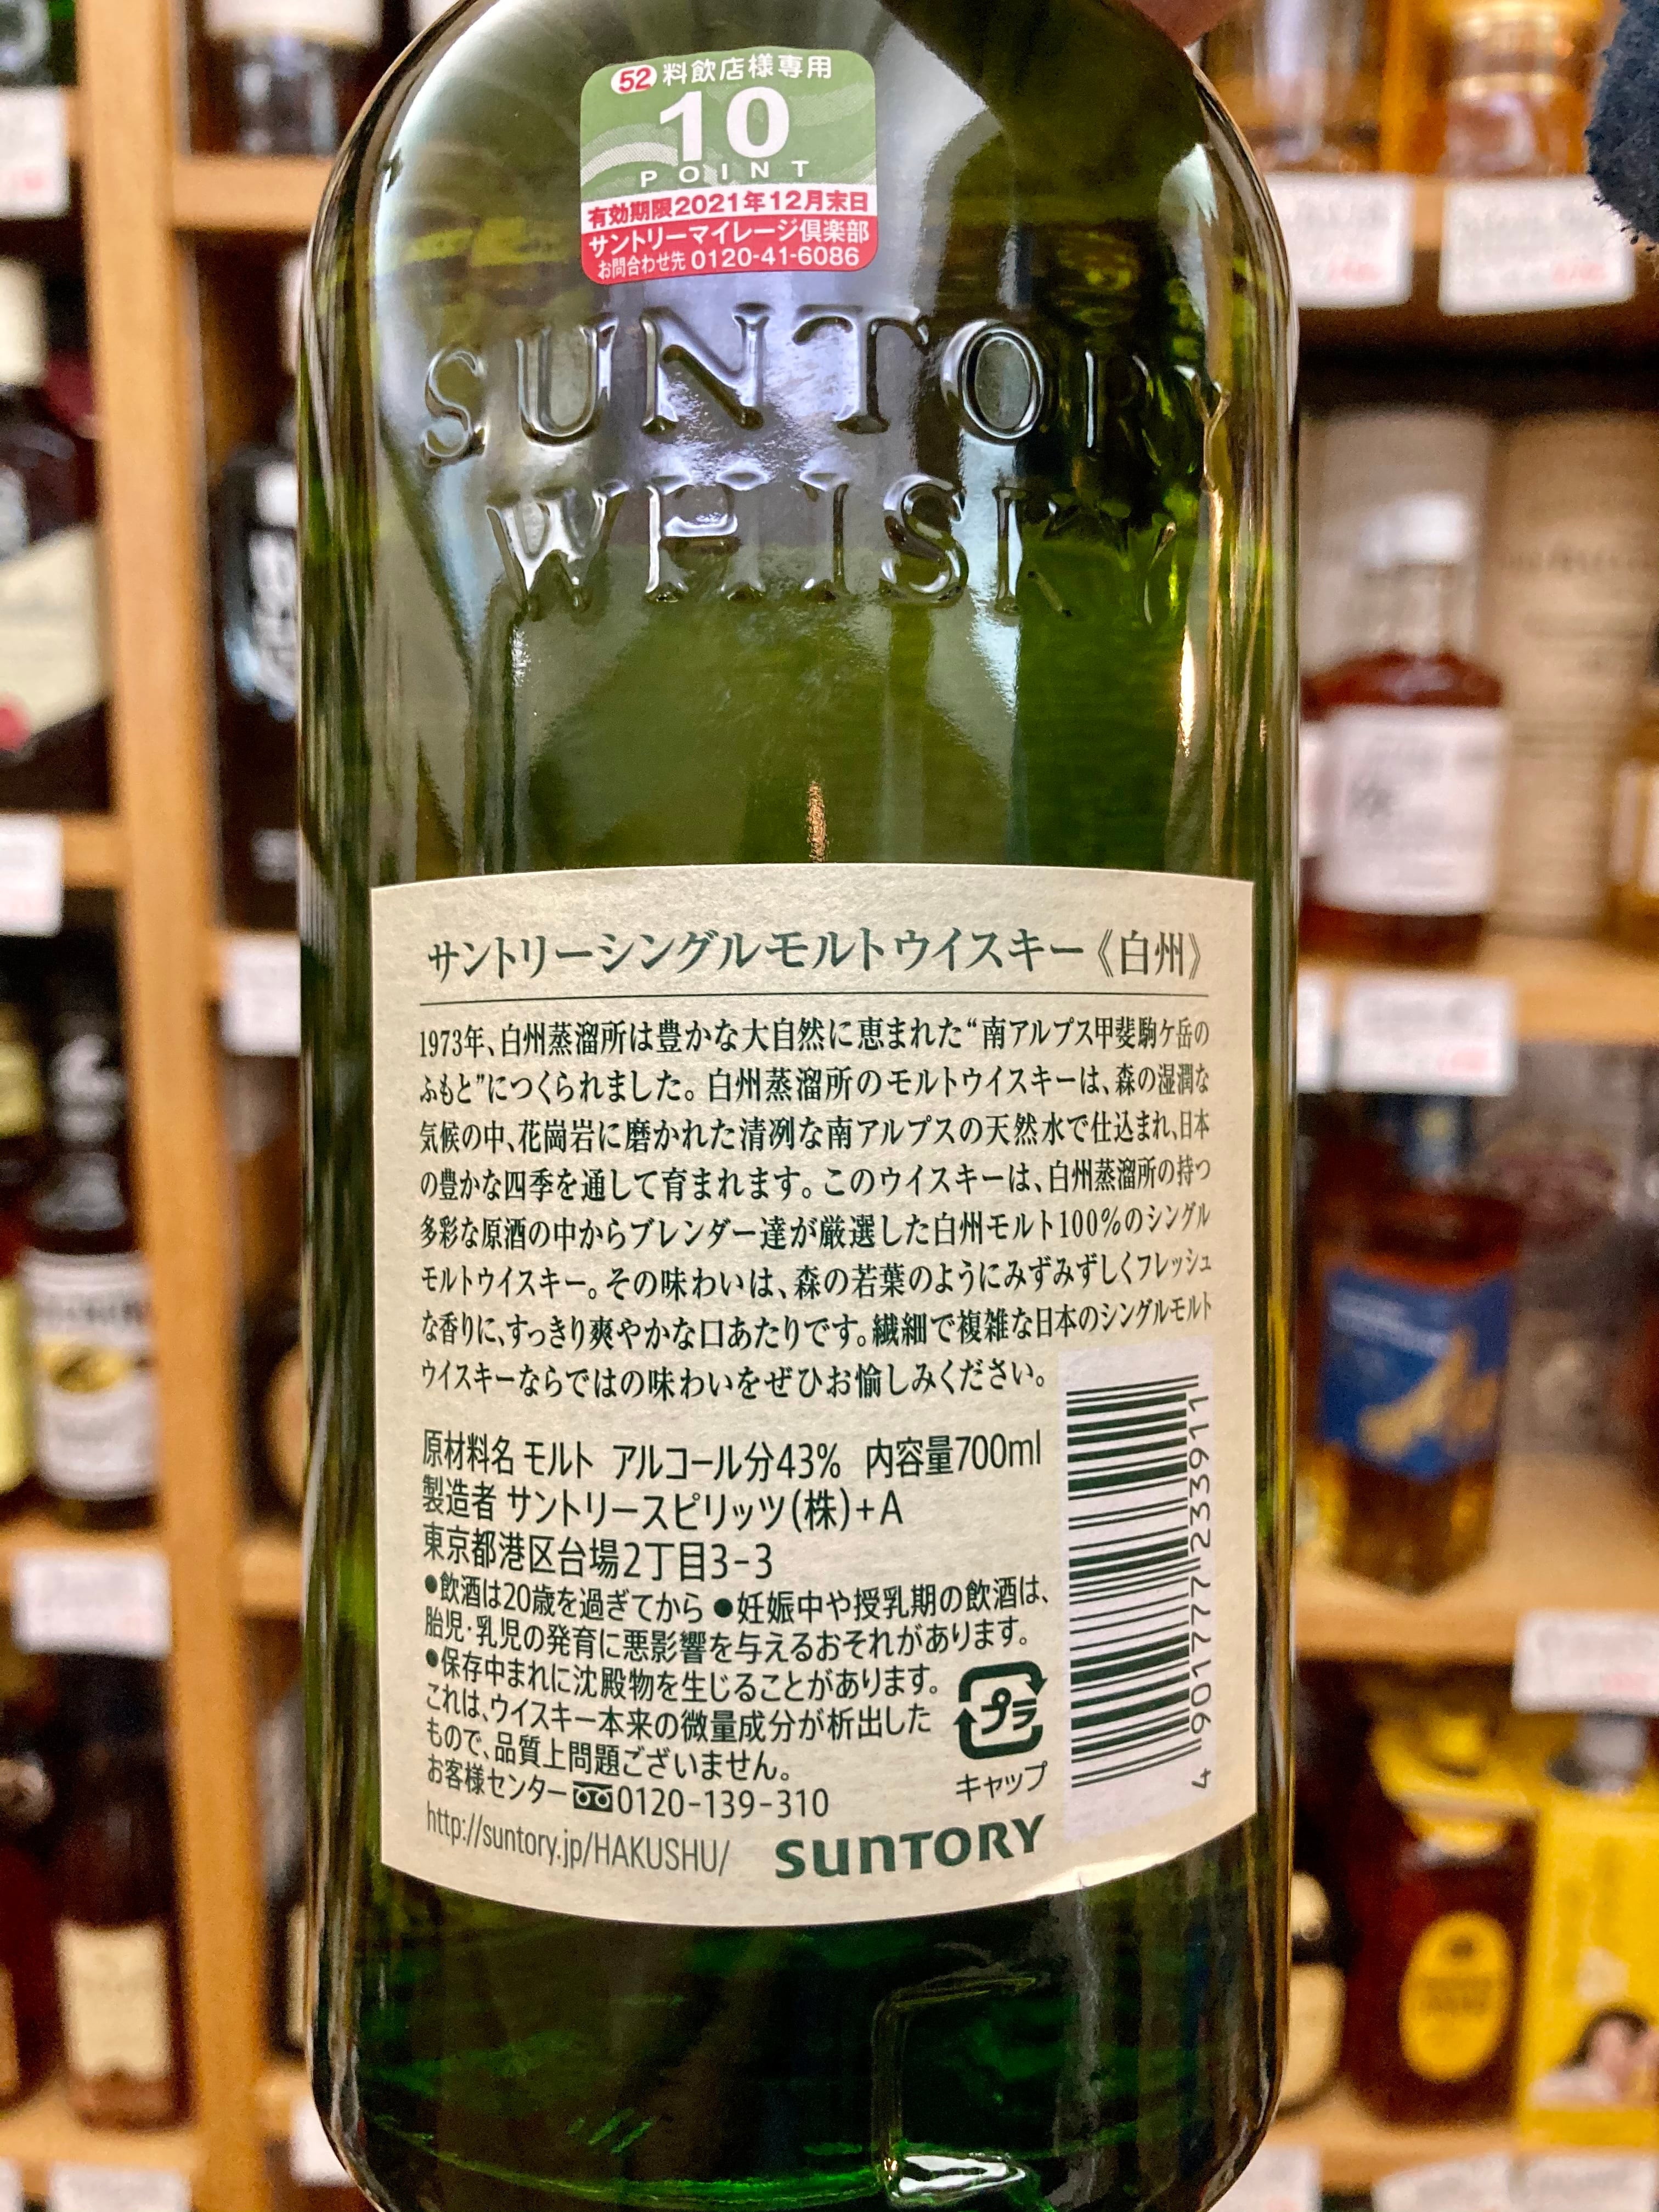 52 料飲店様専用
10
POINT
有効期限2021年12月末日
サントリーマイレージ倶楽部
お問合わせ先 0120-41-6086
SUNTORY
WHISKY
サントリーシングルモルトウイスキー《白州》
1973年、白州蒸溜所は豊かな大自然に恵まれた“南アルプス甲斐駒ケ岳の
ふもと”につくられました。白州蒸溜所のモルトウイスキーは、森の湿潤な
気候の中、花崗岩に磨かれた清冽な南アルプスの天然水で仕込まれ、日本
の豊かな四季を通して育まれます。このウイスキーは、白州蒸溜所の持つ
多彩な原酒の中からブレンダー達が厳選した白州モルト100%のシングル
モルトウイスキー。その味わいは、森の若葉のようにみずみずしくフレッシュ
な香りに、すっきり爽やかな口あたりです。繊細で複雑な日本のシングルモルト
ウイスキーならではの味わいをぜひお愉しみください。
原材料名 モルト アルコール分43% 内容量700ml
製造者 サントリースピリッツ(株)+A
東京都港区台場2丁目3-3
●飲酒は20歳を過ぎてから ●妊娠中や授乳期の飲酒は、
胎児・乳児の発育に悪影響を与えるおそれがあります。
●保存中まれに沈殿物を生じることがあります。
これは、ウイスキー本来の微量成分が析出した
もので、品質上問題ございません。
お客様センター 0120-139-310
http://suntory.jp/HAKUSHU/
SUNTORY
プラ
キャップ
4 901777 233911